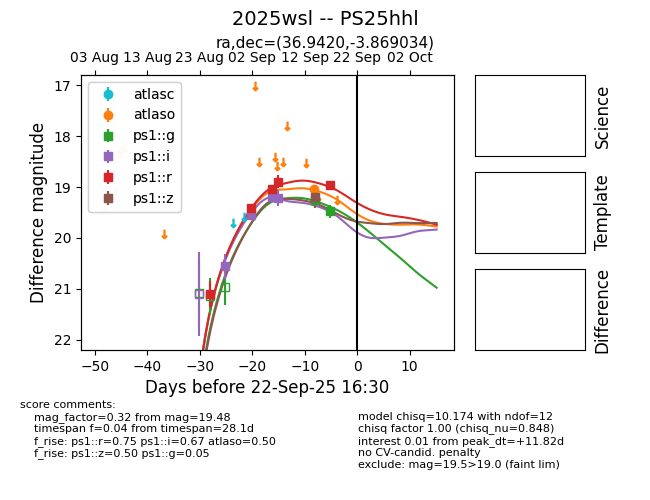 2025wsl -- PS25hhl
ra,dec=(36.9420,-3.869034)
03 Aug 13 Aug 23 Aug 02 Sep 12 Sep 22 Sep 02 Oct
17
18
19
20
21
22
Difference magnitude
atlasc
atlaso
ps1::g
ps1::i
ps1::r
ps1::z
−50 −40 −30 −20 −10 0 10
Days before 22-Sep-25 16:30
Science
Template
Difference
score comments:
mag_factor=0.32 from mag=19.48
timespan f=0.04 from timespan=28.1d
f_rise: ps1::r=0.75 ps1::i=0.67 atlaso=0.50
f_rise: ps1::z=0.50 ps1::g=0.05
model chisq=10.174 with ndof=12
chisq factor 1.00 (chisq_nu=0.848)
interest 0.01 from peak_dt=+11.82d
no CV-candid. penalty
exclude: mag=19.5>19.0 (faint lim)